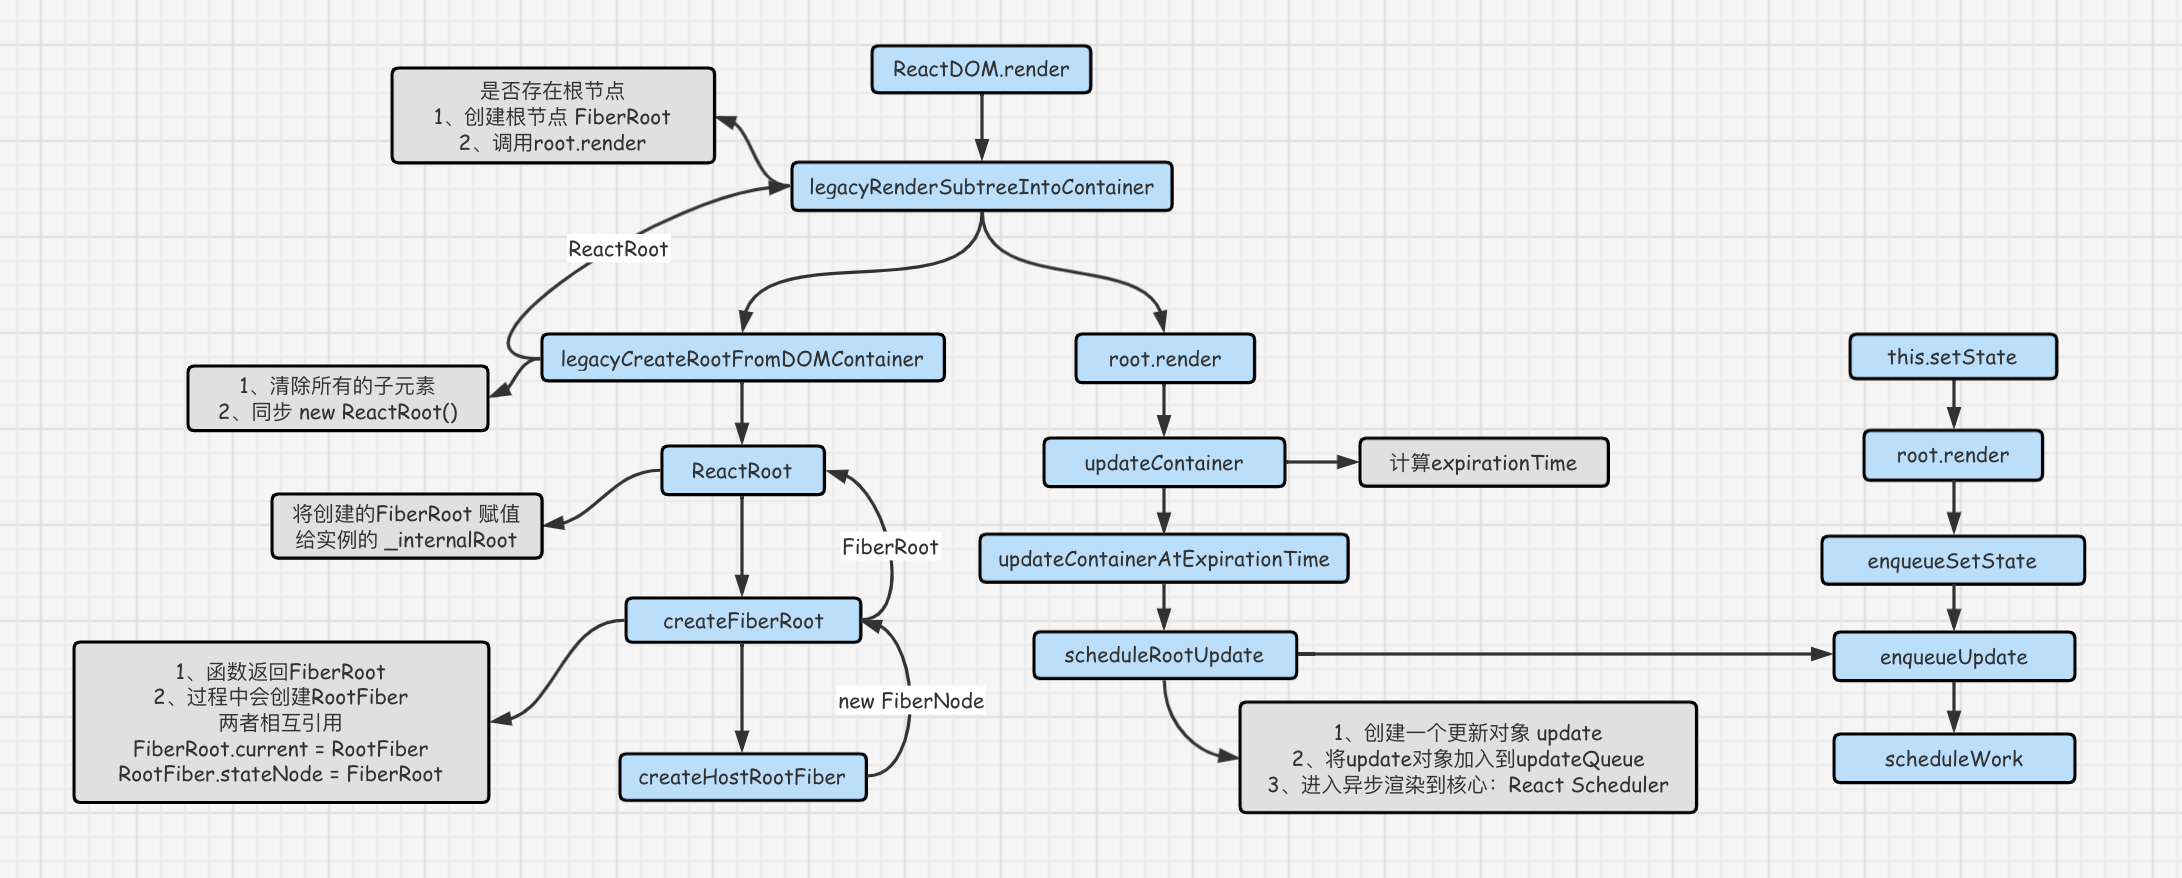 ReactDOM.render
是否存在根节点
1、创建根节点 FiberRoot
2、调用root.render
legacyRenderSubtreeIntoContainer
ReactRoot
legacyCreateRootFromDOMContainer
root.render
this.setState
1、清除所有的子元素
2、同步 new ReactRoot()
ReactRoot
updateContainer
计算expirationTime
root.render
将创建的FiberRoot 赋值
给实例的 _internalRoot
FiberRoot
updateContainerAtExpirationTime
enqueueSetState
createFiberRoot
scheduleRootUpdate
enqueueUpdate
1、函数返回FiberRoot
2、过程中会创建RootFiber
两者相互引用
FiberRoot.current = RootFiber
RootFiber.stateNode = FiberRoot
new FiberNode
createHostRootFiber
1、创建一个更新对象 update
2、将update对象加入到updateQueue
3、进入异步渲染到核心：React Scheduler
scheduleWork